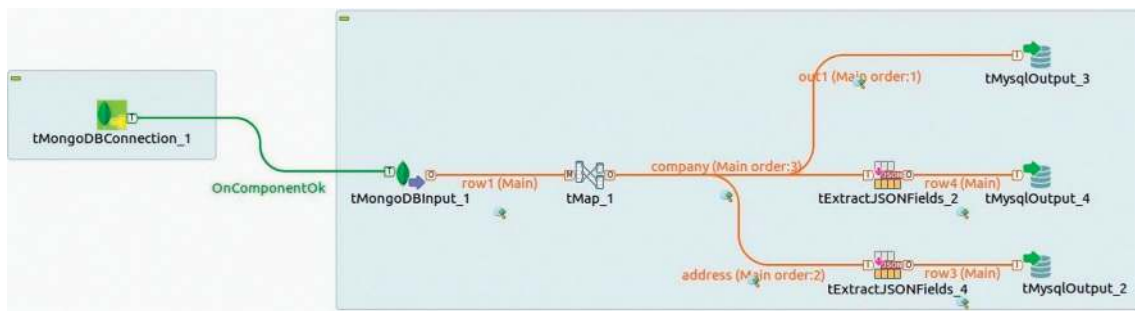 out1 (Main order:1)
tMysqlOutput_3
tMongoDBConnection_1
OnComponentOk
tMongoDBInput_1
row1 (Main)
tMap_1
company (Main order:3)
tExtractJSONFields_2
row4 (Main)
tMysqlOutput_4
address (Main order:2)
tExtractJSONFields_4
row3 (Main)
tMysqlOutput_2